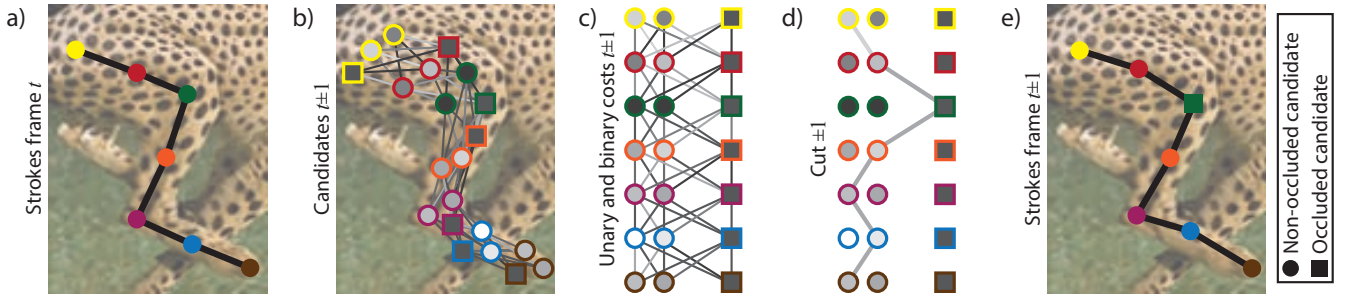 a)
Strokes frame t
b)
Candidates t±1
c)
Unary and binary costs t±1
d)
Cut ±1
e)
Strokes frame t±1
Non-occluded candidate
Occluded candidate